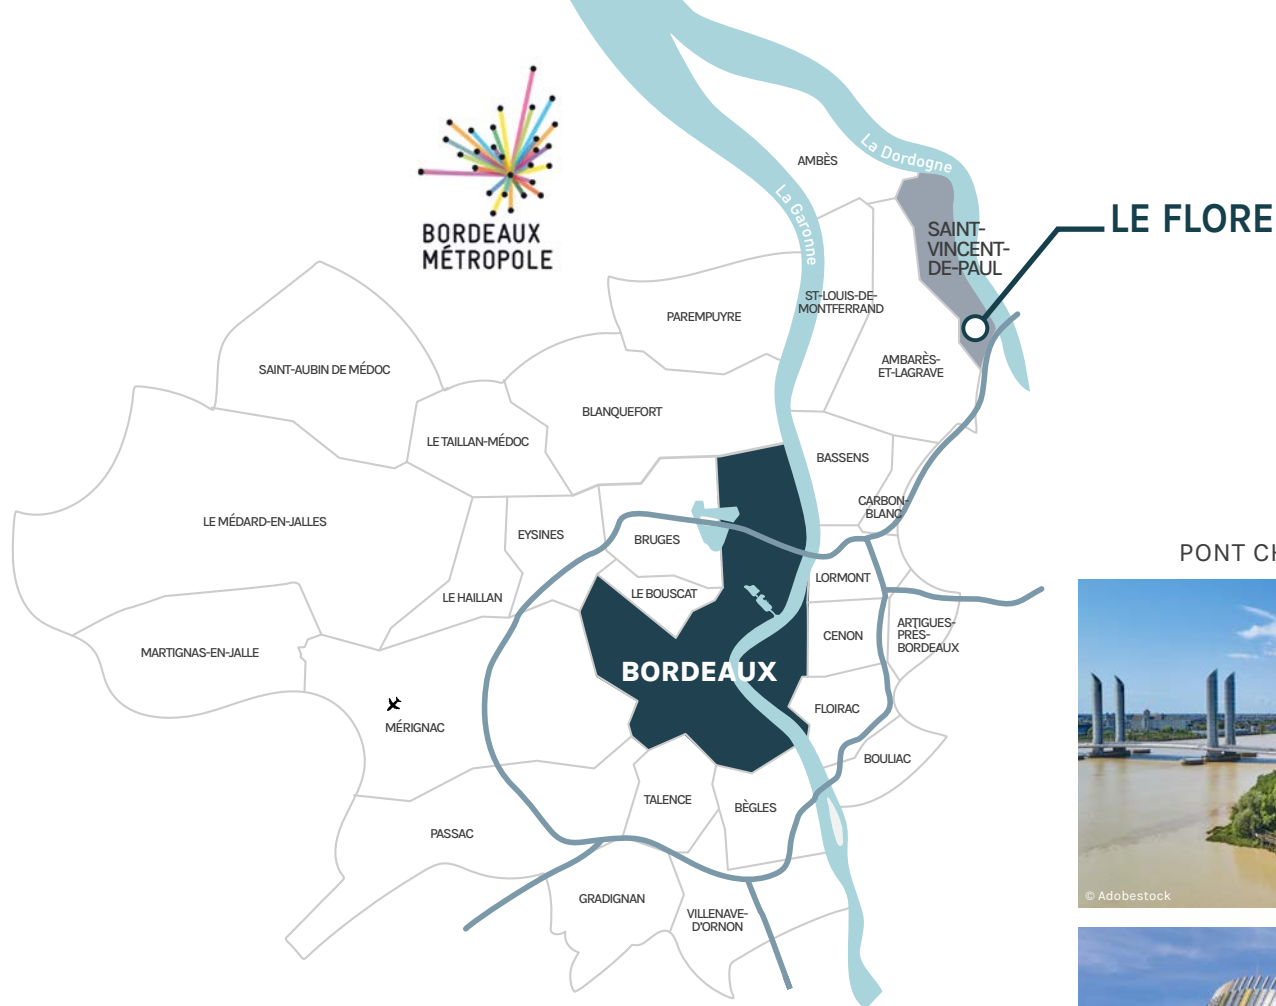 BORDEAUX
MÉTROPOLE
AMBÈS
La Dordogne
La Garonne
LE FLORE
SAINT-
VINCENT-
DE-PAUL
ST-LOUIS-DE-
MONTFERRAND
PAREMPUYRE
AMBARÈS-
ET-LAGRAVE
SAINT-AUBIN DE MÉDOC
BLANQUEFORT
LE TAILLAN-MÉDOC
BASSENS
CARBON-
BLANC
LE MÉDARD-EN-JALLES
EYSINES
BRUGES
LORMONT
LE HAILLAN
LE BOUSCAT
ARTIGUES-
PRÈS-
BORDEAUX
CENON
MARTIGNAS-EN-JALLE
BORDEAUX
FLOIRAC
MÉRIGNAC
BOULIAC
TALENCE
BÈGLES
PASSAC
GRADIGNAN
VILLENAVE-
D'ORNON
PONT CH
© Adobestock